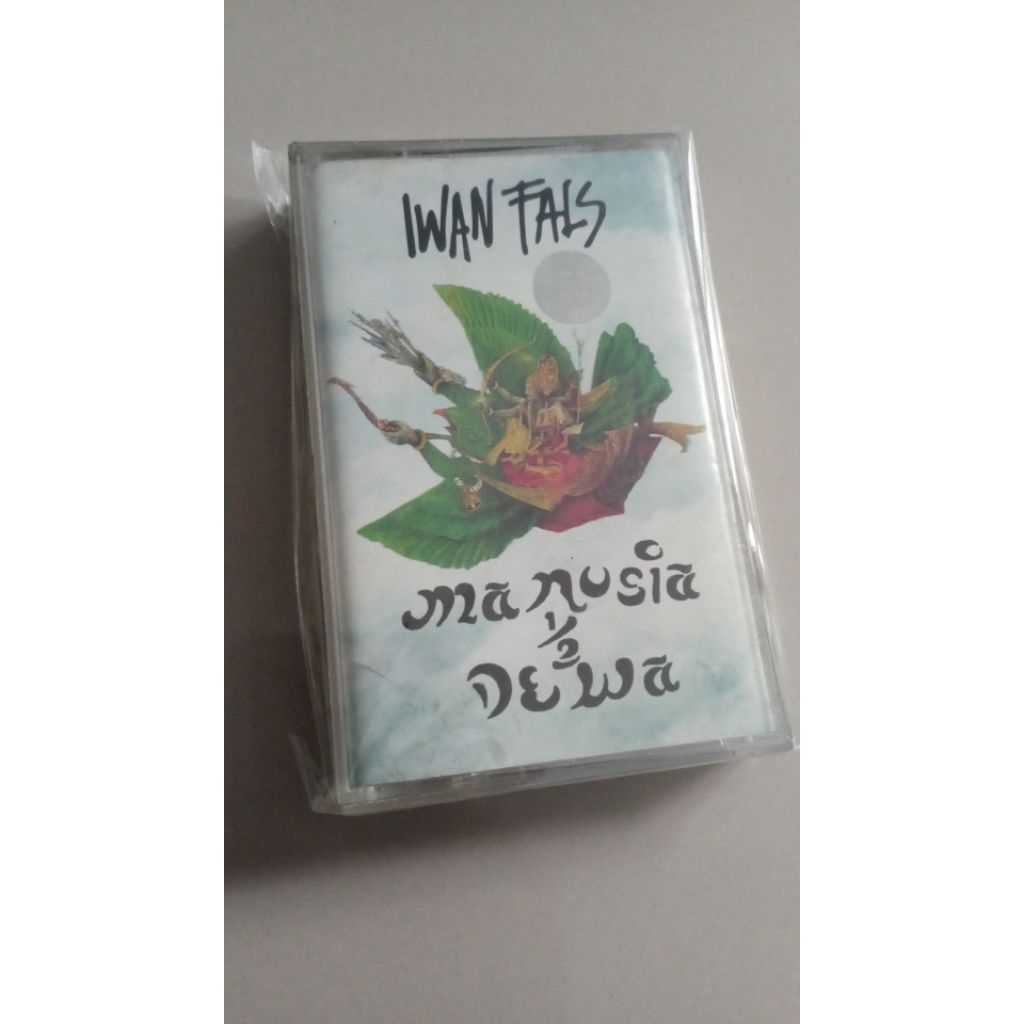 IWAN FALS
MANUSIA
1/2
DEWA